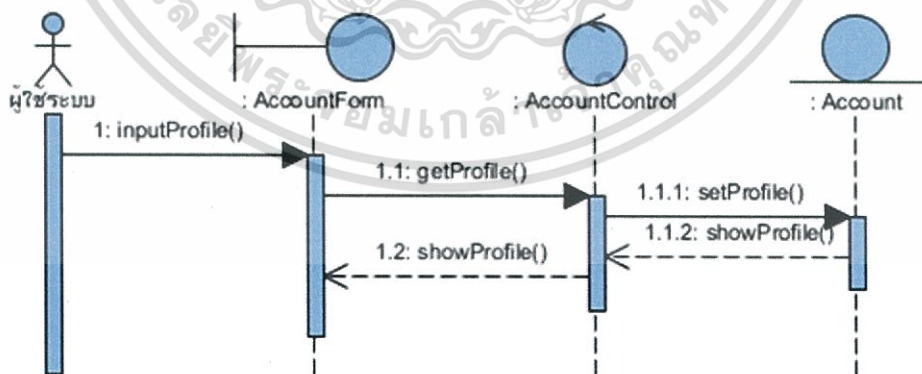 ผู้ใช้ระบบ
: AccountForm
: AccountControl
: Account
1: inputProfile()
1.1: getProfile()
1.1.1: setProfile()
1.1.2: showProfile()
1.2: showProfile()